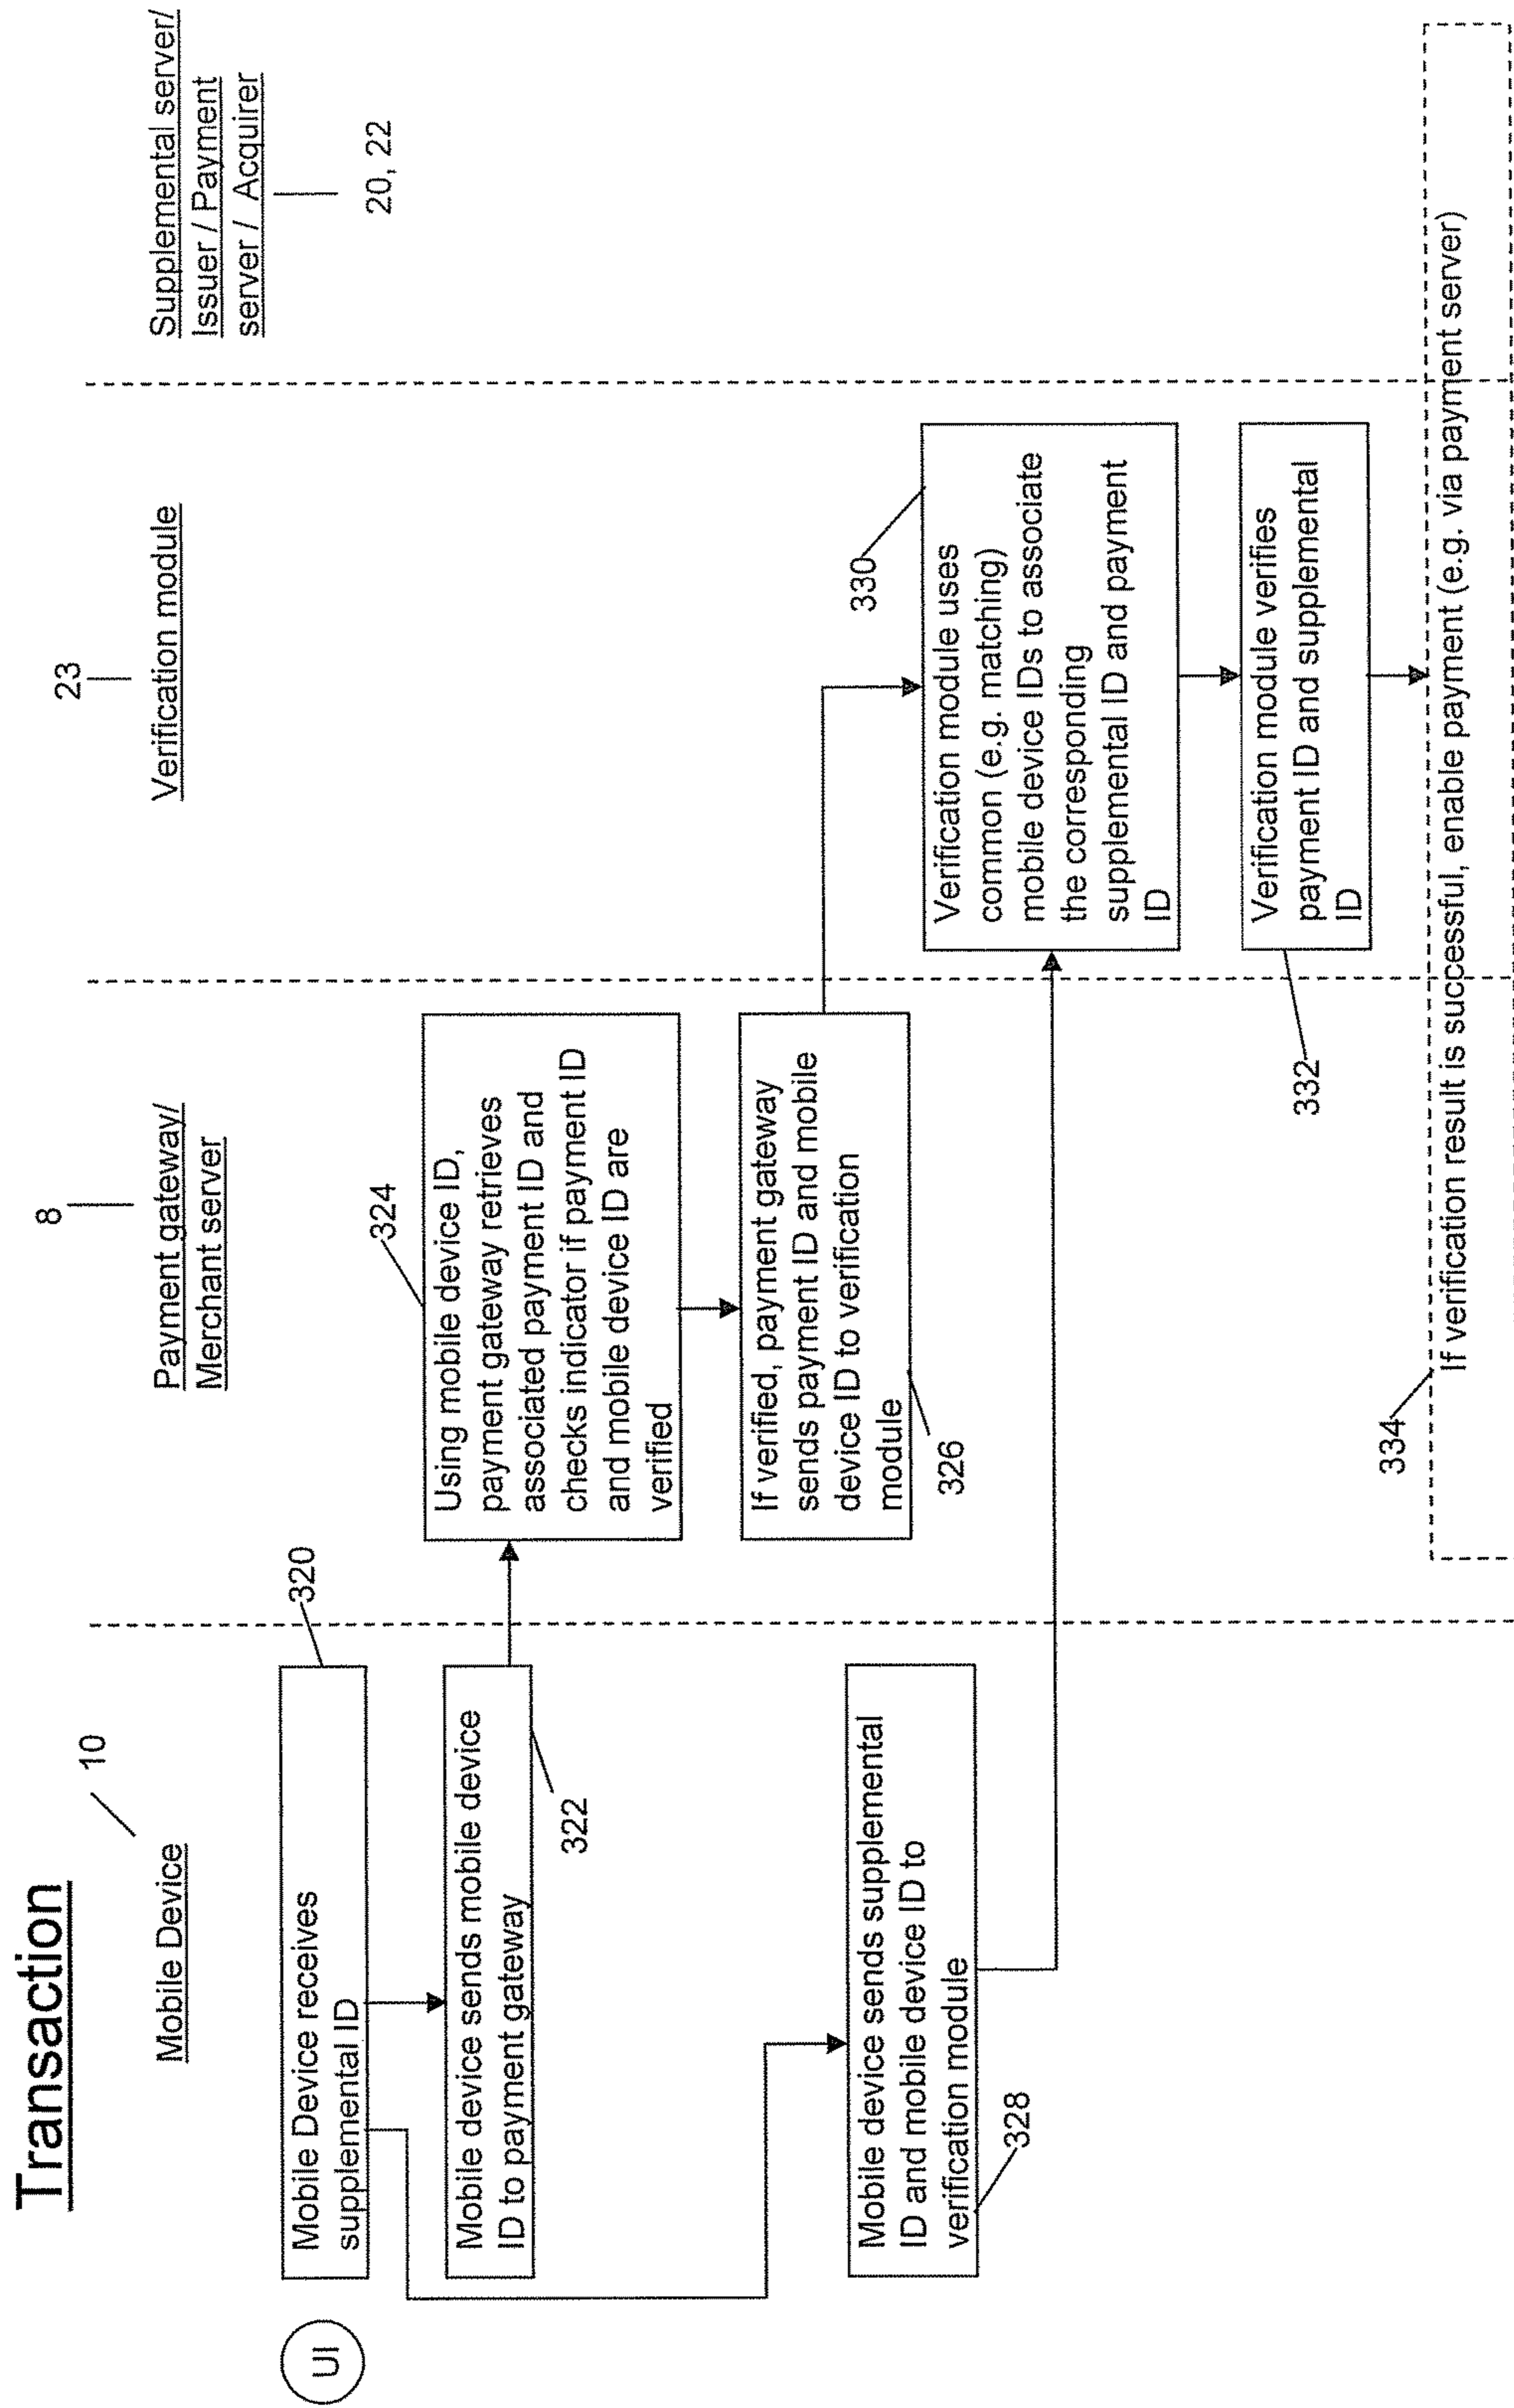 Transaction
10
Mobile Device
8
Payment gateway/
Merchant server
23
Verification module
Supplemental server/
Issuer / Payment
server / Acquirer
20, 22
UI
Mobile Device receives
supplemental ID
320
Mobile device sends mobile device
ID to payment gateway
322
Using mobile device ID,
payment gateway retrieves
associated payment ID and
checks indicator if payment ID
and mobile device ID are
verified
324
If verified, payment gateway
sends payment ID and mobile
device ID to verification
module
326
Mobile device sends supplemental
ID and mobile device ID to
verification module
328
Verification module uses
common (e.g. matching)
mobile device IDs to associate
the corresponding
supplemental ID and payment
ID
330
Verification module verifies
payment ID and supplemental
ID
332
334
If verification result is successful, enable payment (e.g. via payment server)